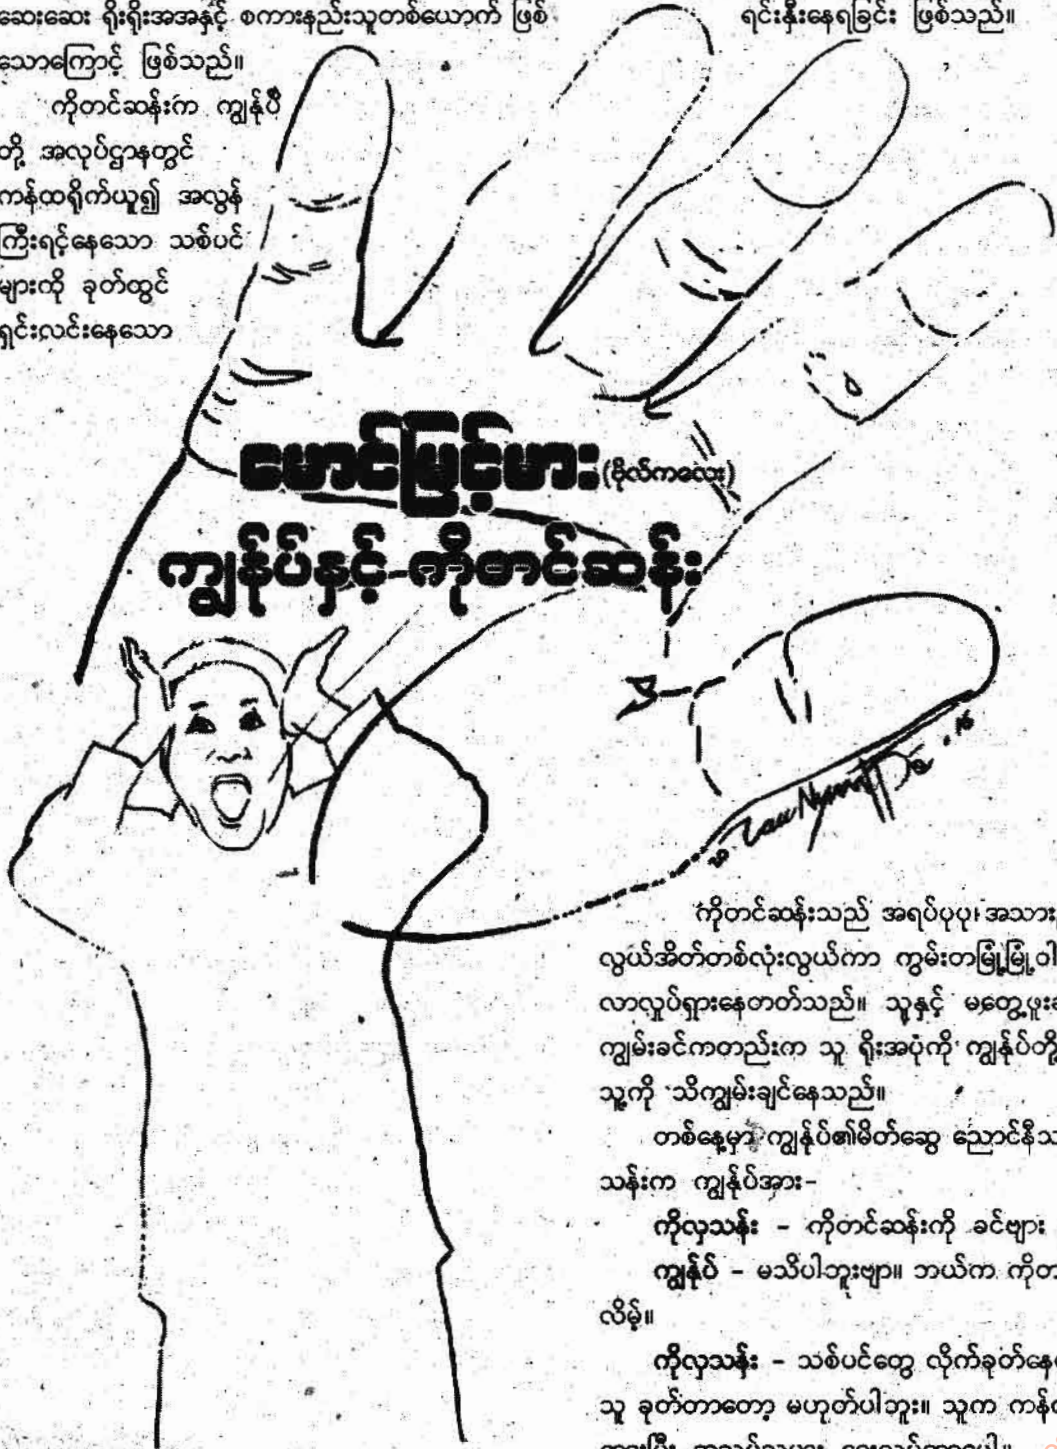 ဆေးဆေး ရိုးရိုးအအနှင့် စကားနည်းသူတစ်ယောက် ဖြစ်
သောကြောင့် ဖြစ်သည်။
ကိုတင်ဆန်းက ကျွန်ုပ်
တို့ အလုပ်ဌာနတွင်
ကန်ထရိုက်ယူ၍ အလွန်
ကြီးရင့်နေသော သစ်ပင်
များကို ခုတ်ထွင်
ရှင်းလင်းနေသော
ရင်းနှီးနေရခြင်း ဖြစ်သည်။
မောင်မြင့်မား (ဗိုလ်ကလေး)
ကျွန်ုပ်နှင့် ကိုတင်ဆန်း
ကိုတင်ဆန်းသည် အရပ်ပုပု၊ အသား
လွယ်အိတ်တစ်လုံးလွယ်ကာ ကွမ်းတမြုံ့မြုံ့ဝါ
လာလှုပ်ရှားနေတတ်သည်။ သူနှင့် မတွေ့ဖူး
ကျွမ်းခင်ကတည်းက သူ ရိုးအပုံကို ကျွန်ုပ်တို့
သူ့ကို သိကျွမ်းချင်နေသည်။
တစ်နေ့မှာ ကျွန်ုပ်၏မိတ်ဆွေ ညောင်နီသ
သန်းက ကျွန်ုပ်အား-
ကိုလှသန်း - ကိုတင်ဆန်းကို ခင်ဗျား
ကျွန်ုပ် - မသိပါဘူးဗျာ။ ဘယ်က ကိုတ
လိမ့်။
ကိုလှသန်း - သစ်ပင်တွေ လိုက်ခုတ်နေ
သူ ခုတ်တာတော့ မဟုတ်ပါဘူး။ သူက ကန်